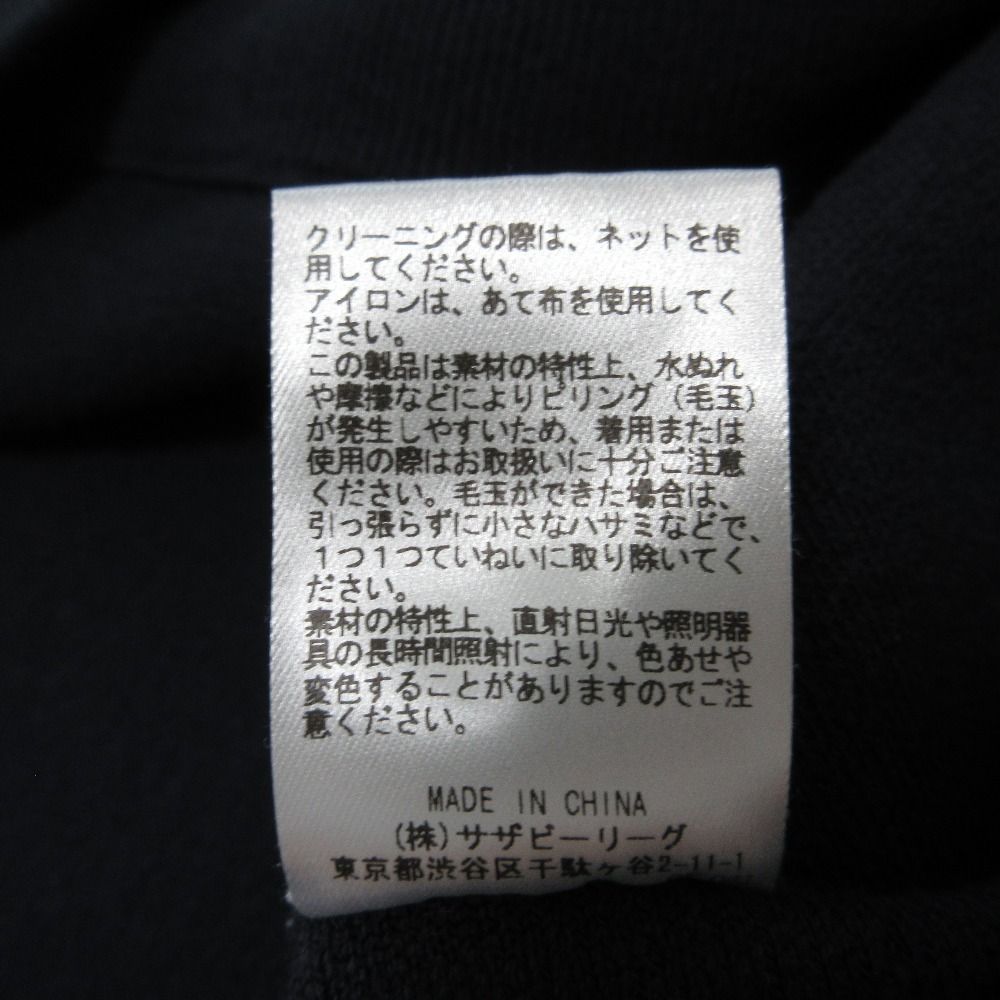 クリーニングの際は、ネットを使
用してください。
アイロンは、あて布を使用してく
ださい。
この製品は素材の特性上、水ぬれ
や摩擦などによりピリング(毛玉)
が発生しやすいため、着用または
使用の際はお取扱いに十分ご注意
ください。毛玉ができた場合は、
引っ張らずに小さなハサミなどで、
1つ1つていねいに取り除いてく
ださい。
素材の特性上、直射日光や照明器
具の長時間照射により、色あせや
変色することがありますのでご注
意ください。
MADE IN CHINA
(株)サザビーリーグ
東京都渋谷区千駄ヶ谷2-11-1